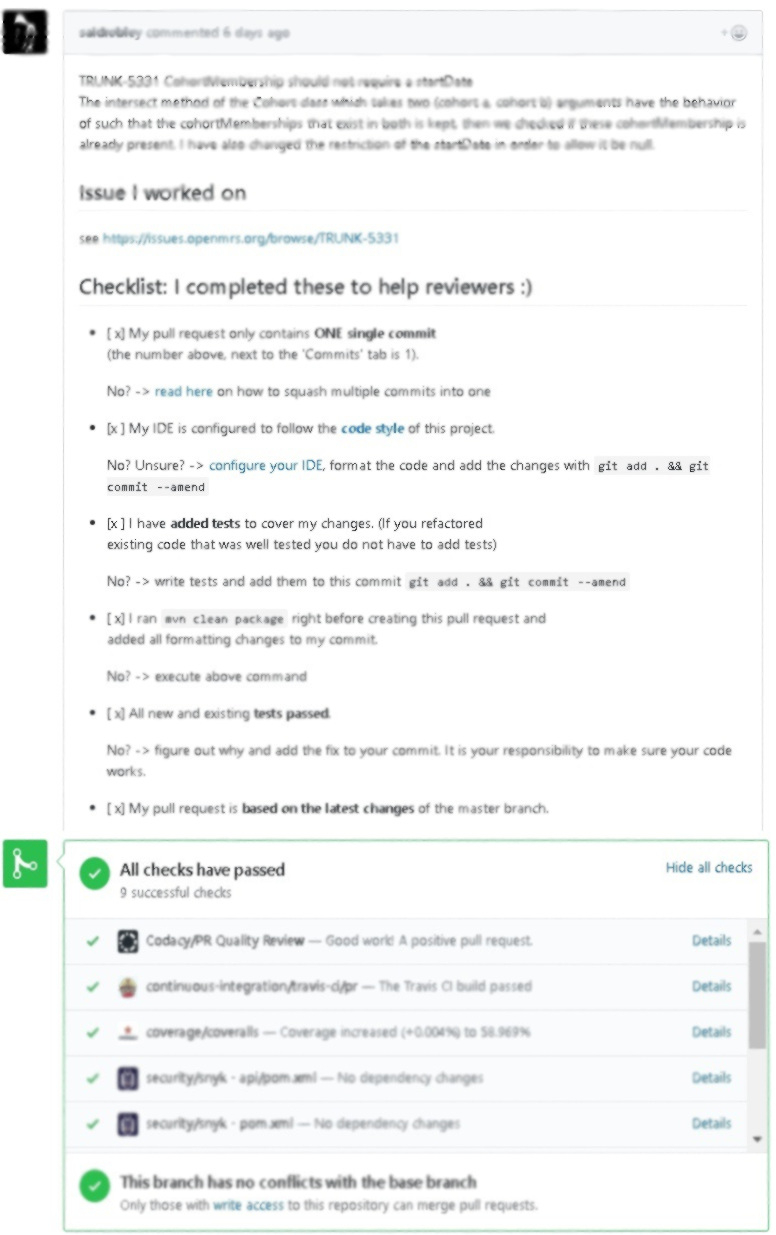 commented 6 days ago
TRUNK-5331 CohortMembership should not require a startDate
The intersect method of the Cohort class which takes two (cohort a, cohort b) arguments have the behavior
of such that the cohortMemberships that exist in both is kept, then we checked if these cohortMembership is
already present. I have also changed the restriction of the startDate in order to allow it be null.
Issue I worked on
see https://issues.openmrs.org/browse/TRUNK-5331
Checklist: I completed these to help reviewers :)
• [ x] My pull request only contains ONE single commit
(the number above, next to the 'Commits' tab is 1).
No? -> read here on how to squash multiple commits into one
• [x ] My IDE is configured to follow the code style of this project.
No? Unsure? -> configure your IDE, format the code and add the changes with git add . && git
commit --amend
• [x ] I have added tests to cover my changes. (If you refactored
existing code that was well tested you do not have to add tests)
No? -> write tests and add them to this commit git add . && git commit --amend
• [ x] I ran mvn clean package right before creating this pull request and
added all formatting changes to my commit.
No? -> execute above command
• [ x] All new and existing tests passed.
No? -> figure out why and add the fix to your commit. It is your responsibility to make sure your code
works.
• [ x] My pull request is based on the latest changes of the master branch.
All checks have passed
Hide all checks
9 successful checks
Codacy/PR Quality Review — Good work! A positive pull request. Details
continuous-integration/travis-ci/pr — The Travis CI build passed Details
coverage/coveralls — Coverage increased (+0.004%) to 58.969% Details
security/snyk - api/pom.xml — No dependency changes Details
security/snyk - pom.xml — No dependency changes Details
This branch has no conflicts with the base branch
Only those with write access to this repository can merge pull requests.